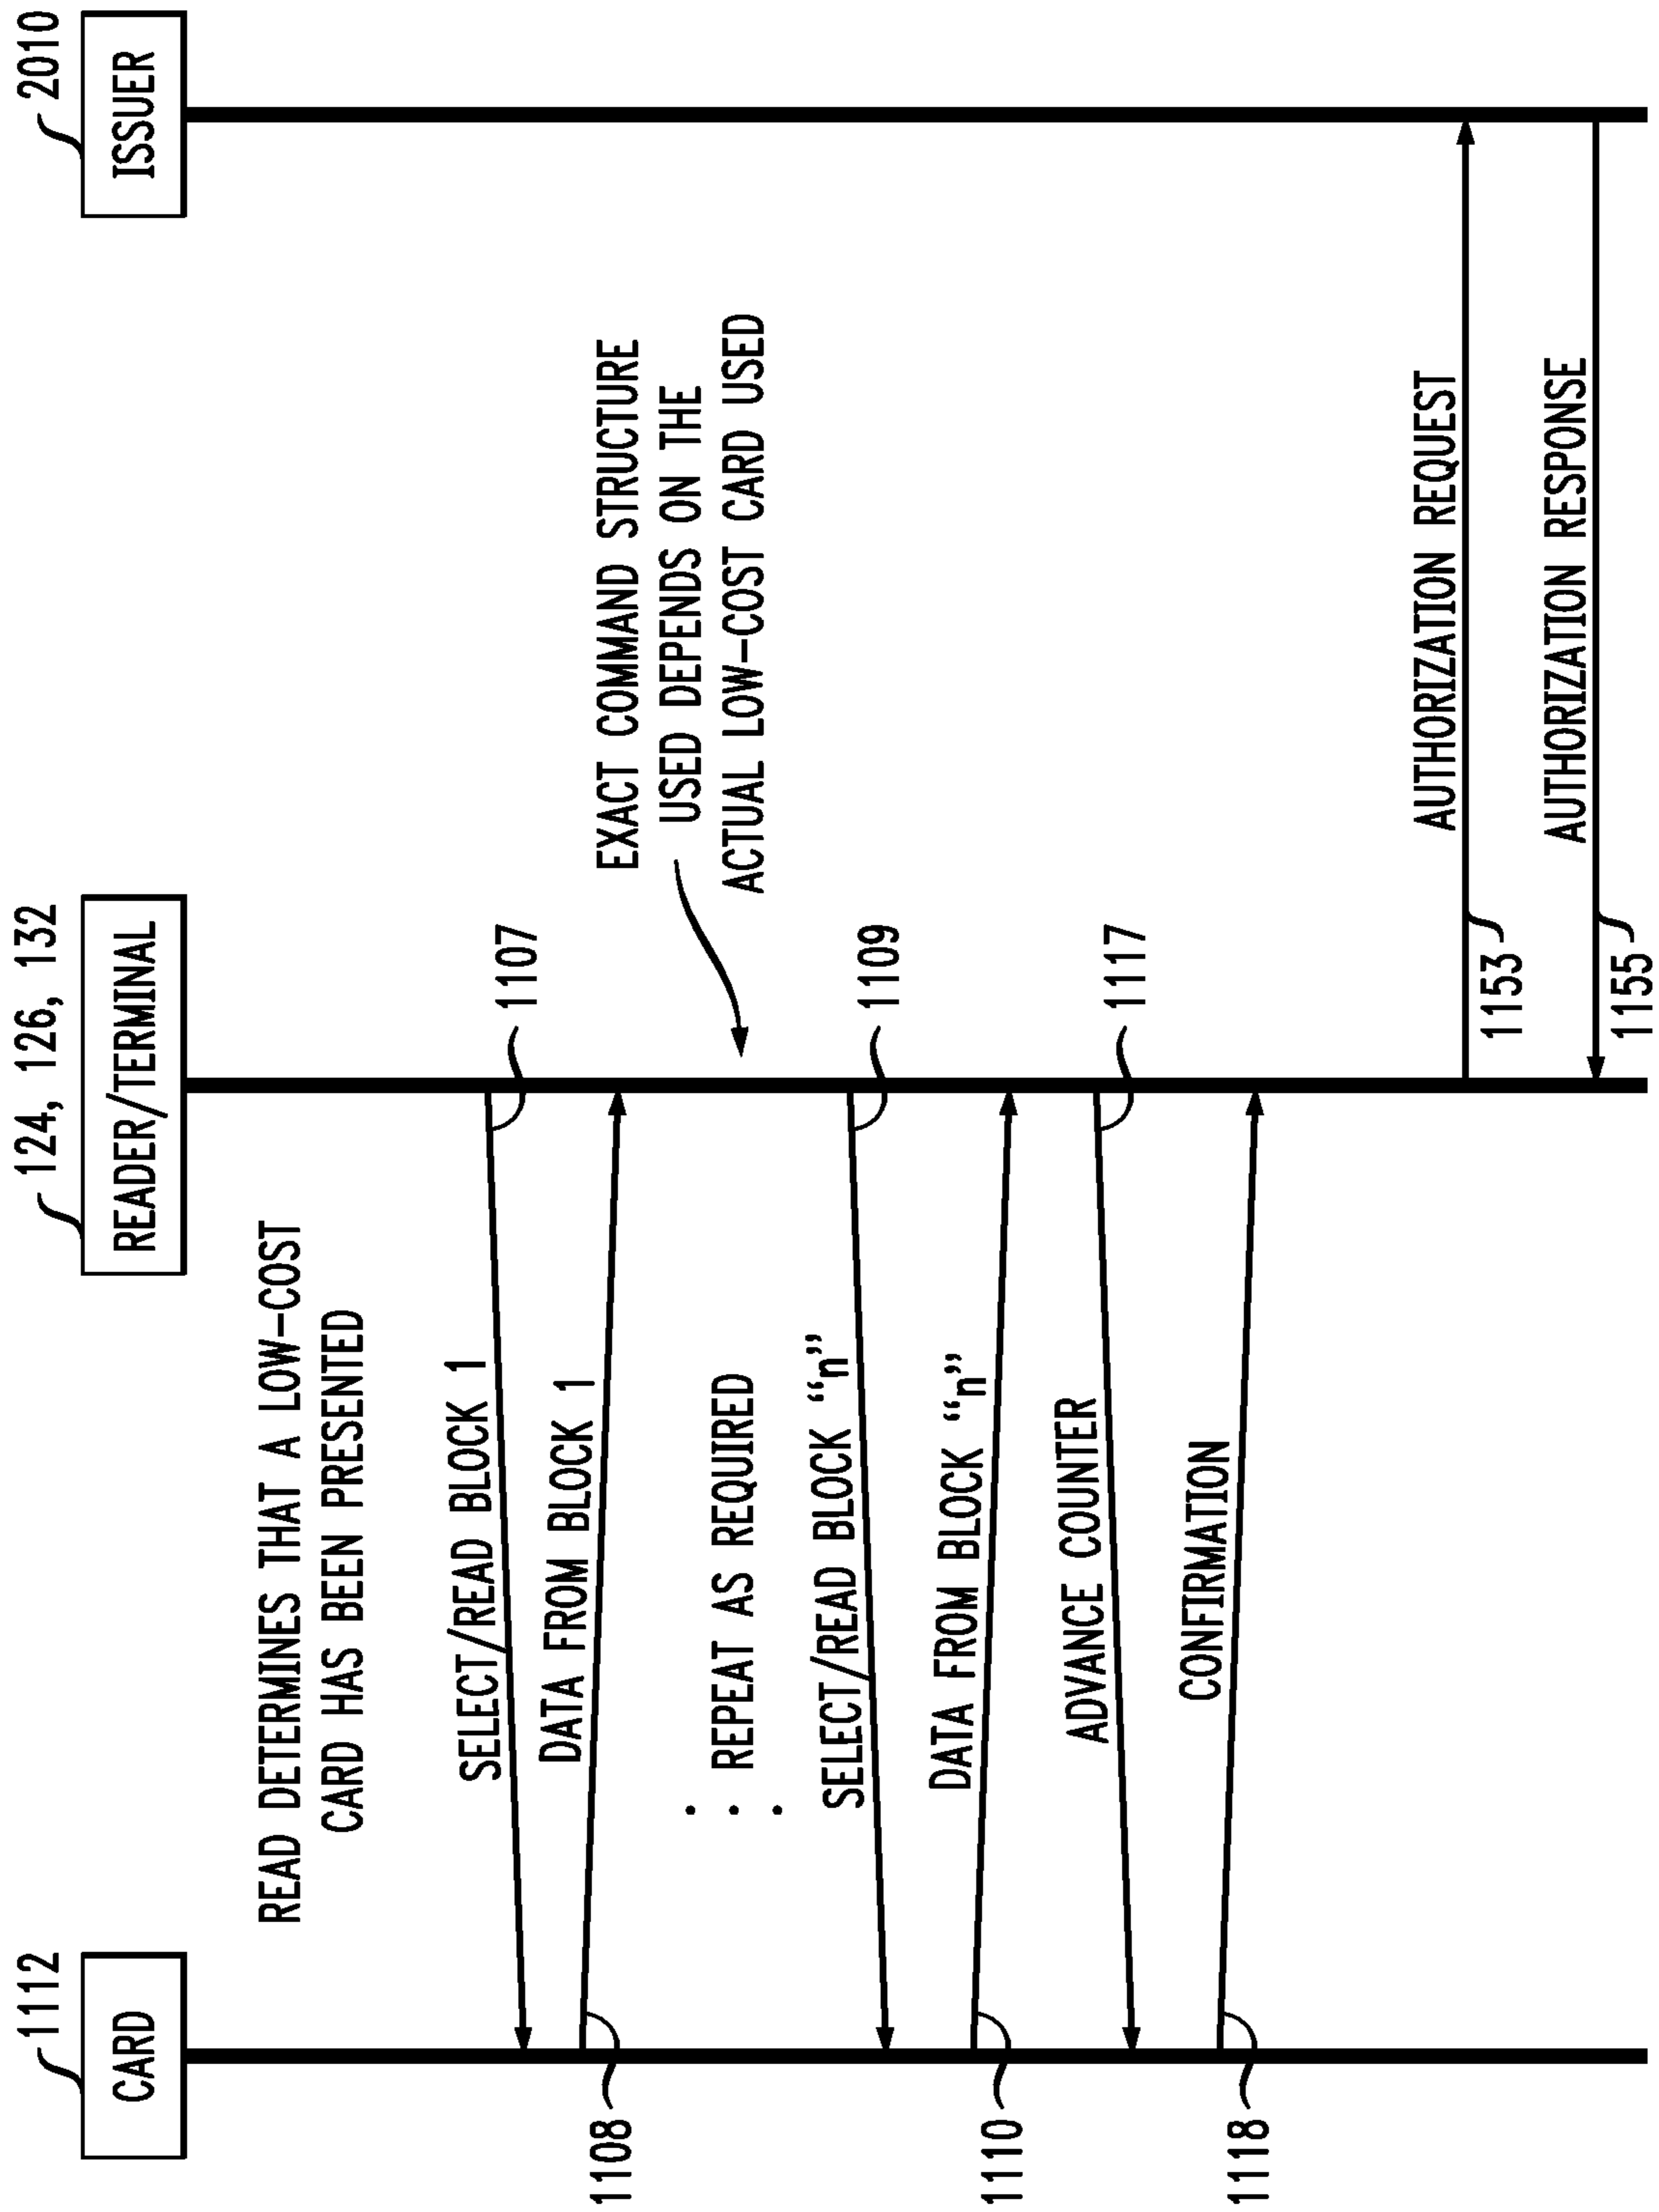 1112
CARD
124, 126, 132
READER/TERMINAL
2010
ISSUER
READ DETERMINES THAT A LOW-COST
CARD HAS BEEN PRESENTED
SELECT/READ BLOCK 1
1107
DATA FROM BLOCK 1
1108
EXACT COMMAND STRUCTURE
USED DEPENDS ON THE
ACTUAL LOW-COST CARD USED
REPEAT AS REQUIRED
SELECT/READ BLOCK “n”
1109
DATA FROM BLOCK “n”
1110
ADVANCE COUNTER
1117
CONFIRMATION
1118
AUTHORIZATION REQUEST
1153
AUTHORIZATION RESPONSE
1155